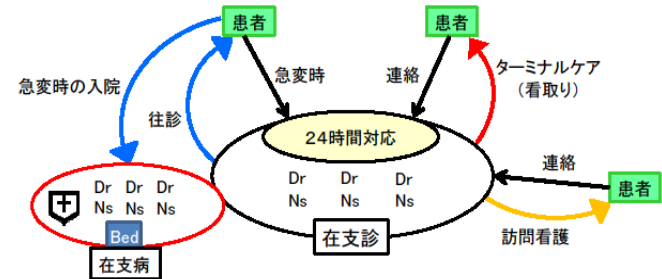 患者
患者
急変時の入院
急変時
連絡
ターミナルケア
(看取り)
往診
24時間対応
連絡
患者
Dr Dr Dr
Ns Ns Ns
Bed
在支病
Dr Dr Dr
Ns Ns Ns
在支診
訪問看護